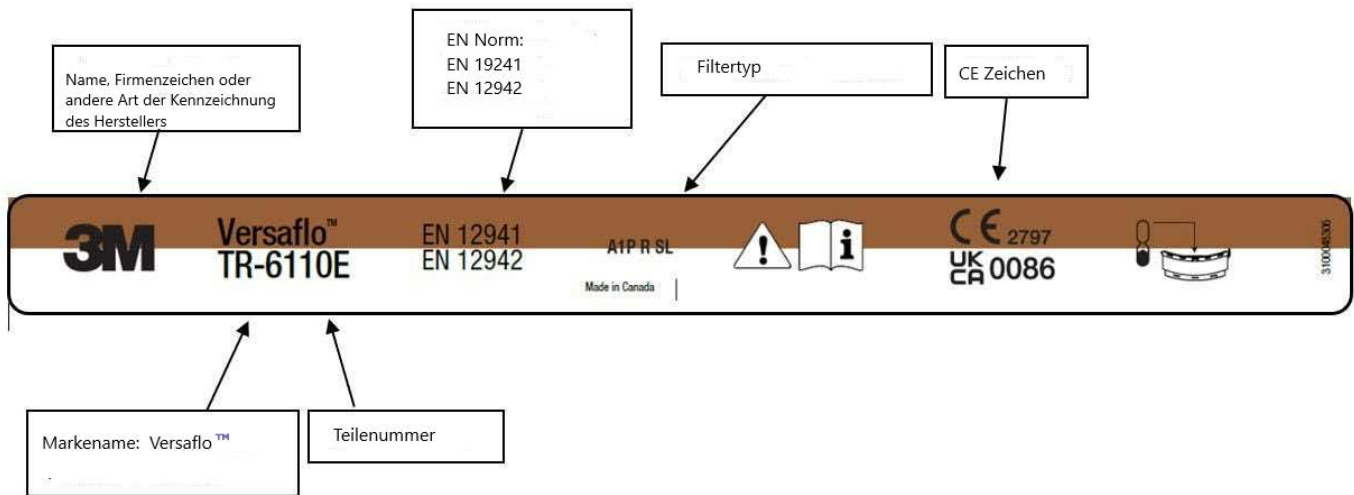 Name, Firmenzeichen oder
andere Art der Kennzeichnung
des Herstellers
EN Norm:
EN 19241
EN 12942
Filtertyp
CE Zeichen
3M
Versaflo™
TR-6110E
EN 12941
EN 12942
A1P R SL
Made in Canada
i
CE 2797
UK
CA 0086
3100048305
Markename: Versaflo™
Teilenummer